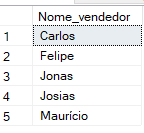 Nome_vendedor
1 Carlos
2 Felipe
3 Jonas
4 Josias
5 Maurício